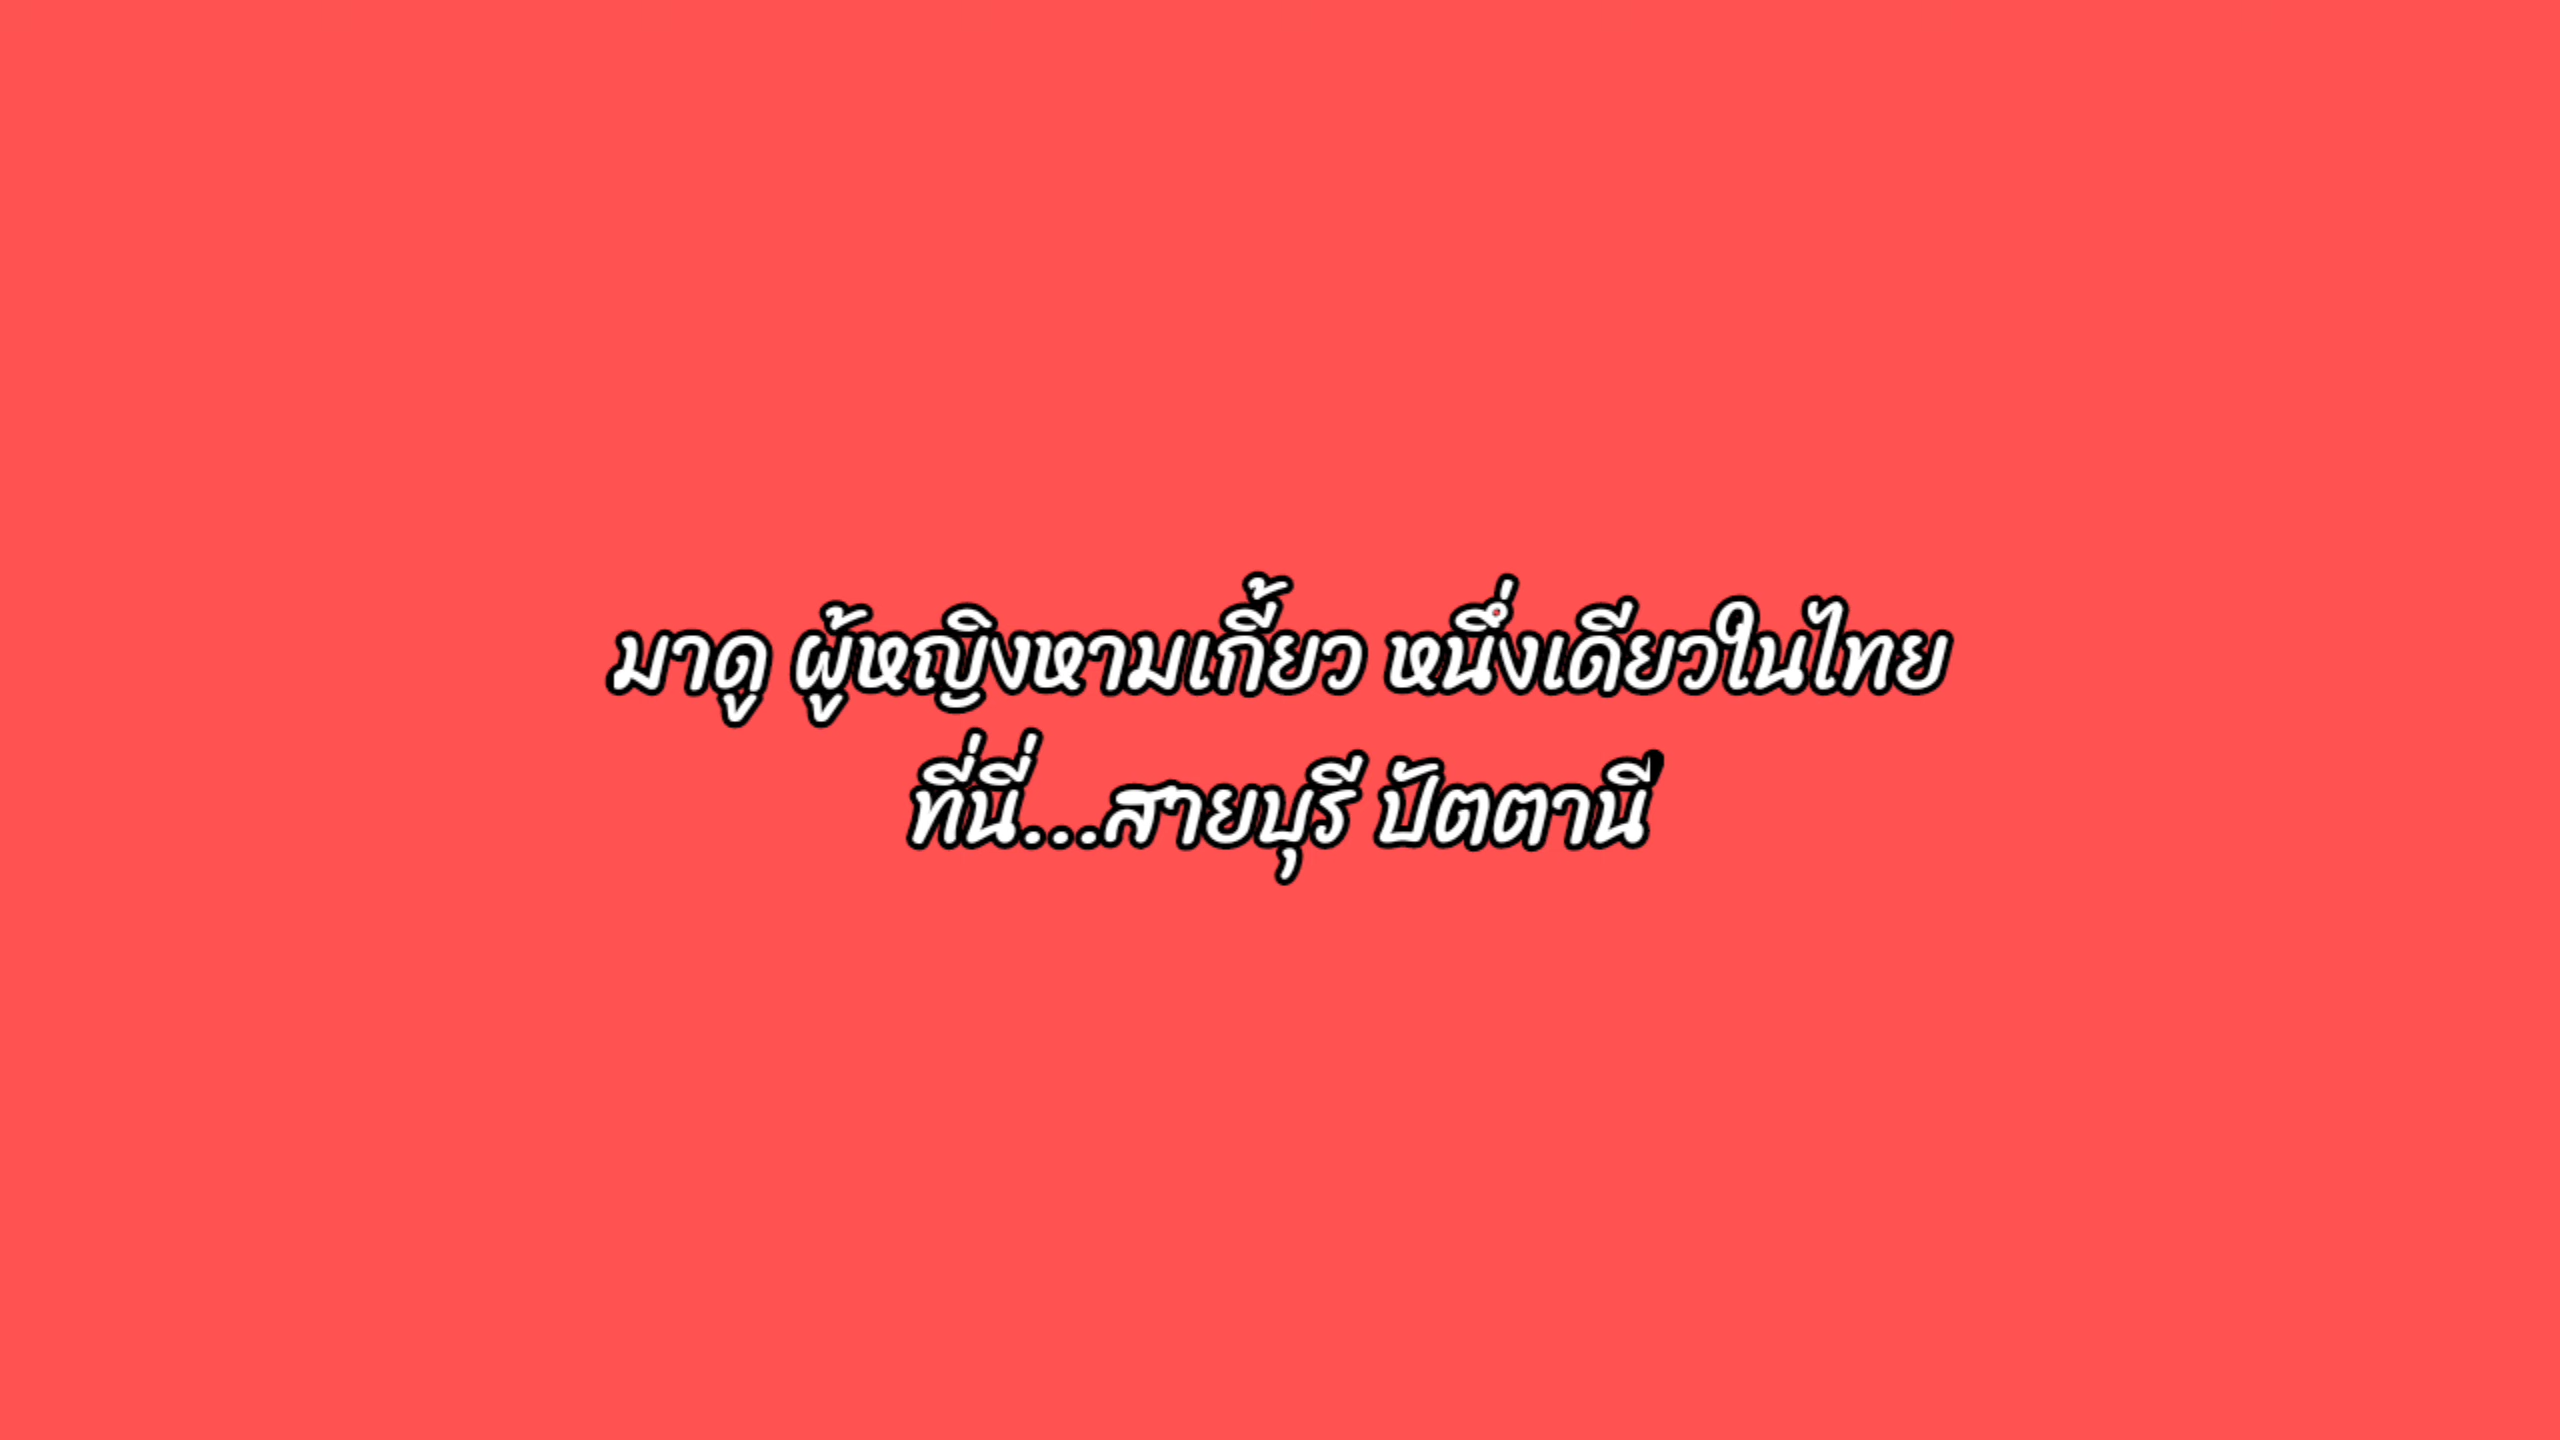 มาดู ผู้หญิงหามเกี้ยว หนึ่งเดียวในไทย
ที่นี่...สายบุรี ปัตตานี